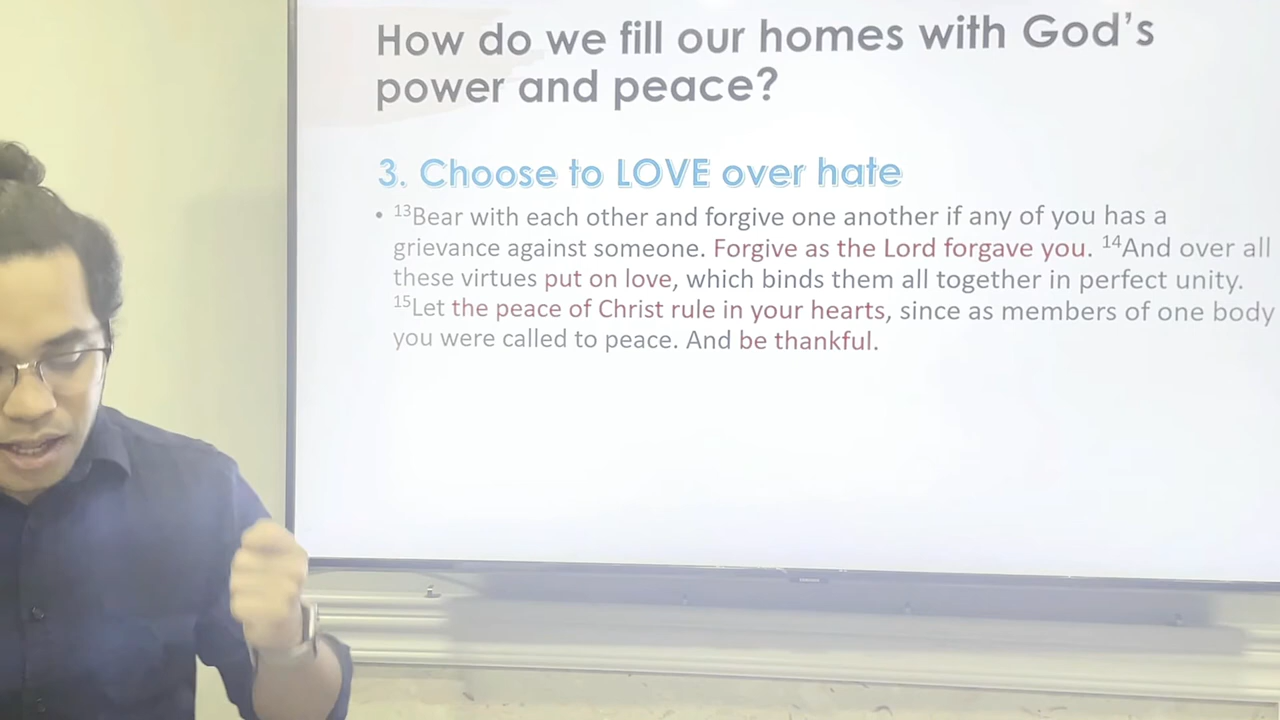 How do we fill our homes with God's
power and peace?
3. Choose to LOVE over hate
• ¹³Bear with each other and forgive one another if any of you has a
grievance against someone. Forgive as the Lord forgave you. ¹⁴And over all
these virtues put on love, which binds them all together in perfect unity.
¹⁵Let the peace of Christ rule in your hearts, since as members of one body
you were called to peace. And be thankful.
SAMSUNG